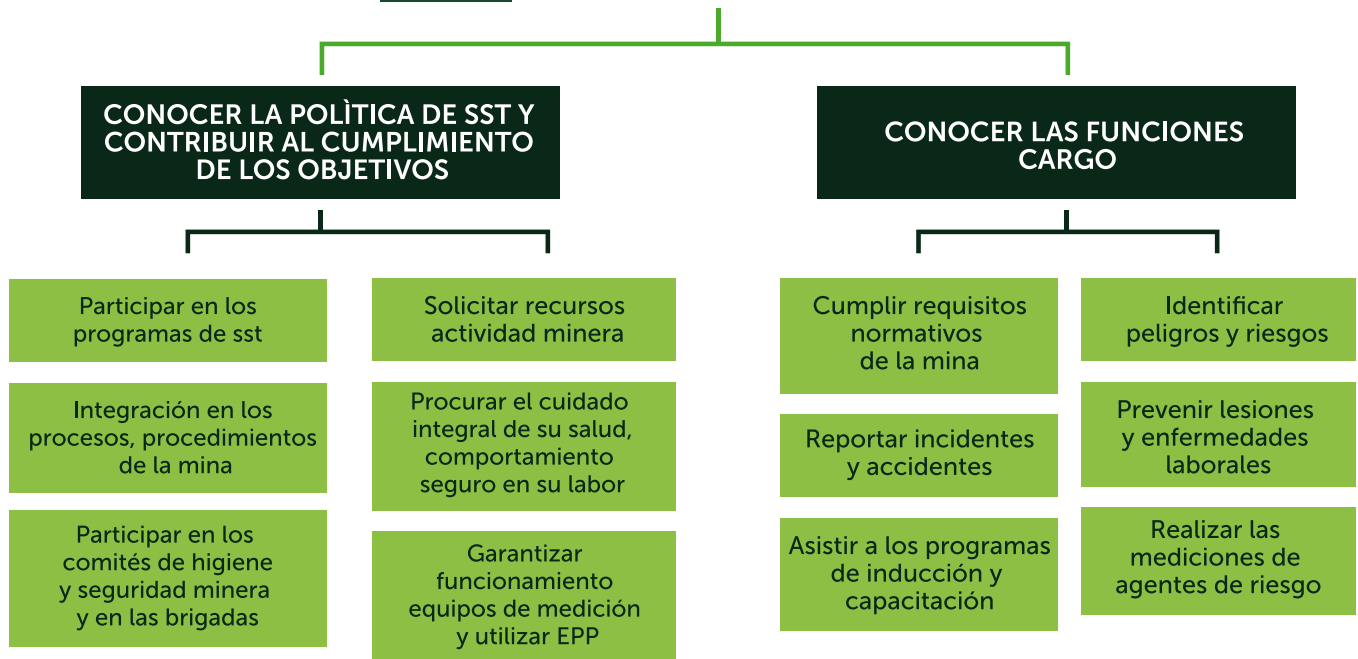 CONOCER LA POLÌTICA DE SST Y
CONTRIBUIR AL CUMPLIMIENTO
DE LOS OBJETIVOS
Participar en los
programas de sst
Integración en los
procesos, procedimientos
de la mina
Participar en los
comités de higiene
y seguridad minera
y en las brigadas
Solicitar recursos
actividad minera
Procurar el cuidado
integral de su salud,
comportamiento
seguro en su labor
Garantizar
funcionamiento
equipos de medición
y utilizar EPP
CONOCER LAS FUNCIONES
CARGO
Cumplir requisitos
normativos
de la mina
Reportar incidentes
y accidentes
Asistir a los programas
de inducción y
capacitación
Identificar
peligros y riesgos
Prevenir lesiones
y enfermedades
laborales
Realizar las
mediciones de
agentes de riesgo